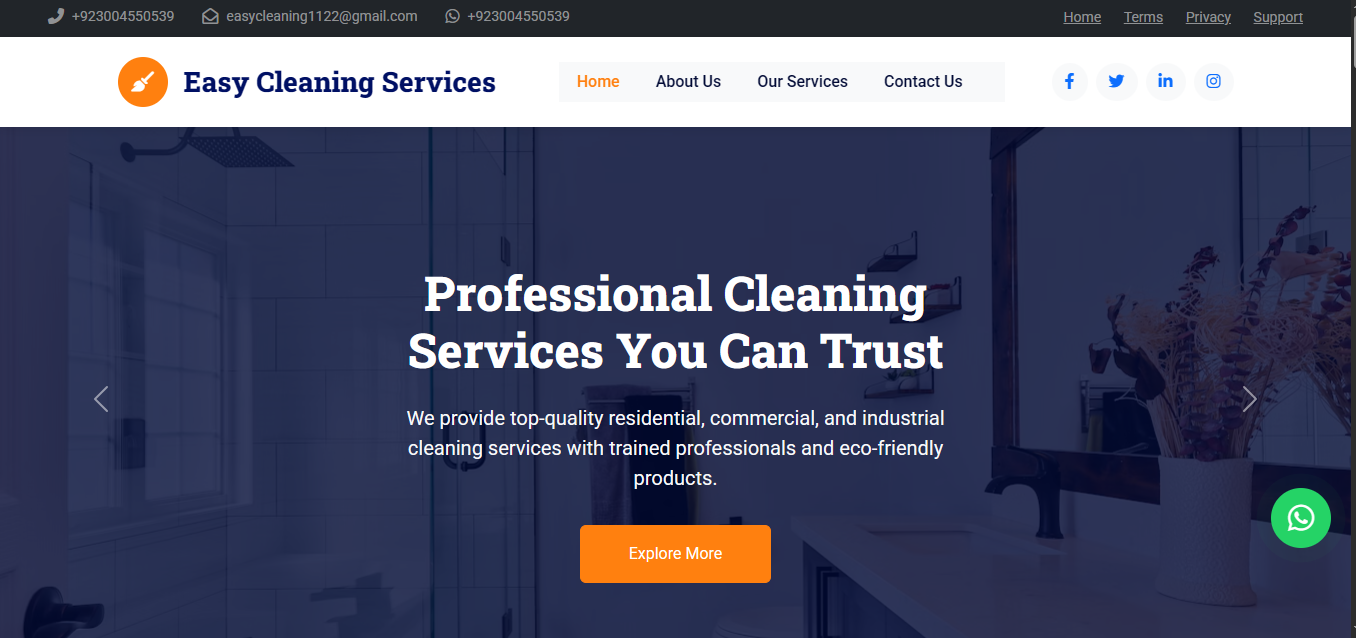 +923004550539 easycleaning1122@gmail.com +923004550539 Home Terms Privacy Support
Easy Cleaning Services Home About Us Our Services Contact Us
Professional Cleaning
Services You Can Trust
We provide top-quality residential, commercial, and industrial
cleaning services with trained professionals and eco-friendly
products.
Explore More